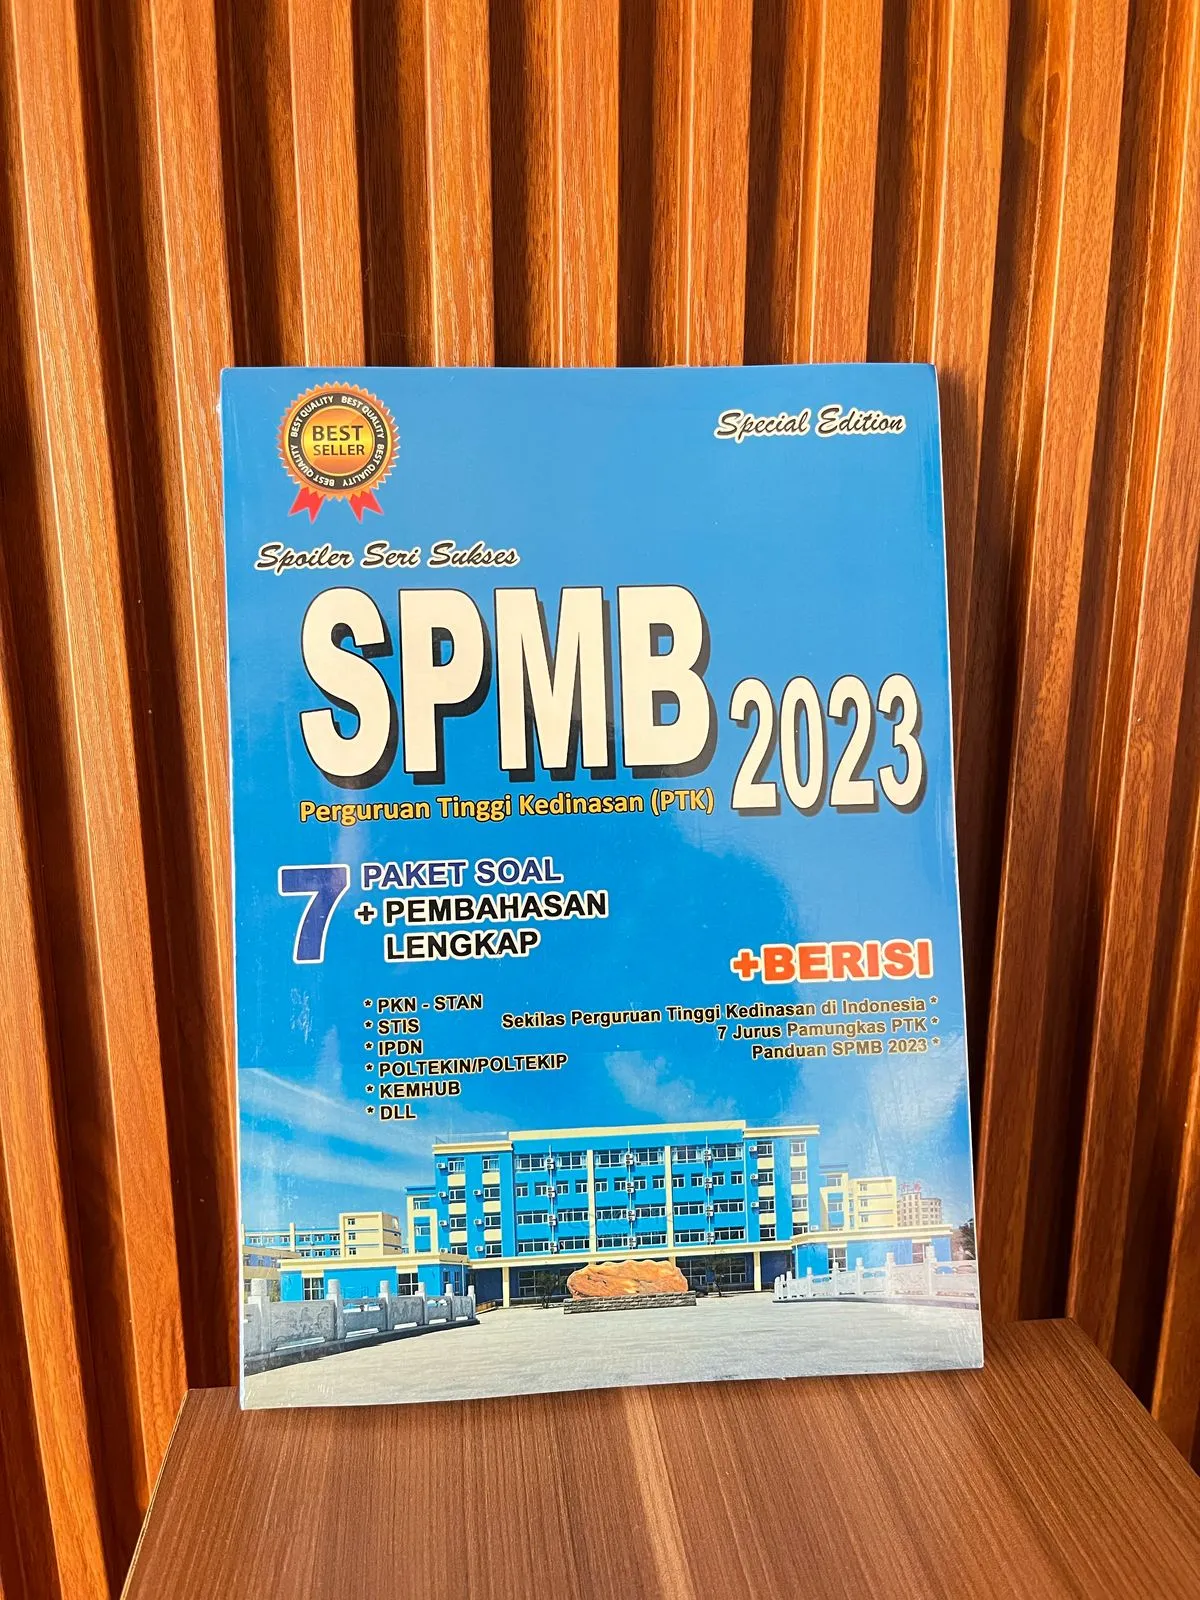 BEST QUALITY BEST QUALITY BEST QUALITY BEST QUALITY
BEST
SELLER
Special Edition
Spoiler Seri Sukses
SPMB 2023
Perguruan Tinggi Kedinasan (PTK)
7 PAKET SOAL
+ PEMBAHASAN
LENGKAP
+BERISI
* PKN - STAN
* STIS
* IPDN
* POLTEKIN/POLTEKIP
* KEMHUB
* DLL
Sekilas Perguruan Tinggi Kedinasan di Indonesia *
7 Jurus Pamungkas PTK *
Panduan SPMB 2023 *